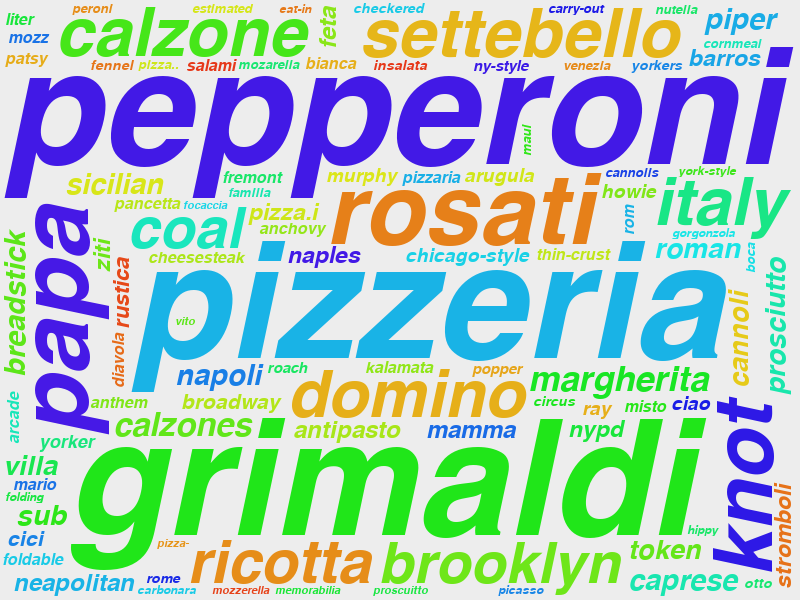 liter peroni estimated eat-in feta checkered carry-out nutella piper
mozz calzone settebello cornmeal
patsy fennel pizza.. salami mozarella bianca insalata ny-style venezia yorkers barros
pepperoni
maui
sicilian fremont murphy pizzaria arugula cannolis york-style
familia howie
pancetta focaccia pizza.i rosati rom italy
coal anchovy gorgonzola
breadstick papa ziti rustica cheesesteak naples chicago-style thin-crust roman boca
pizzeria
vito
diavola cannoli prosciutto
napoli roach kalamata popper margherita
arcade anthem broadway domino circus ray misto ciao
calzones antipasto mamma nypd
yorker
villa grimaldi knot
mario
folding
sub
cici pizza- hippy stromboli
foldable ricotta brooklyn token
neapolitan rome caprese otto
carbonara mozzerella memorabilia proscuitto picasso